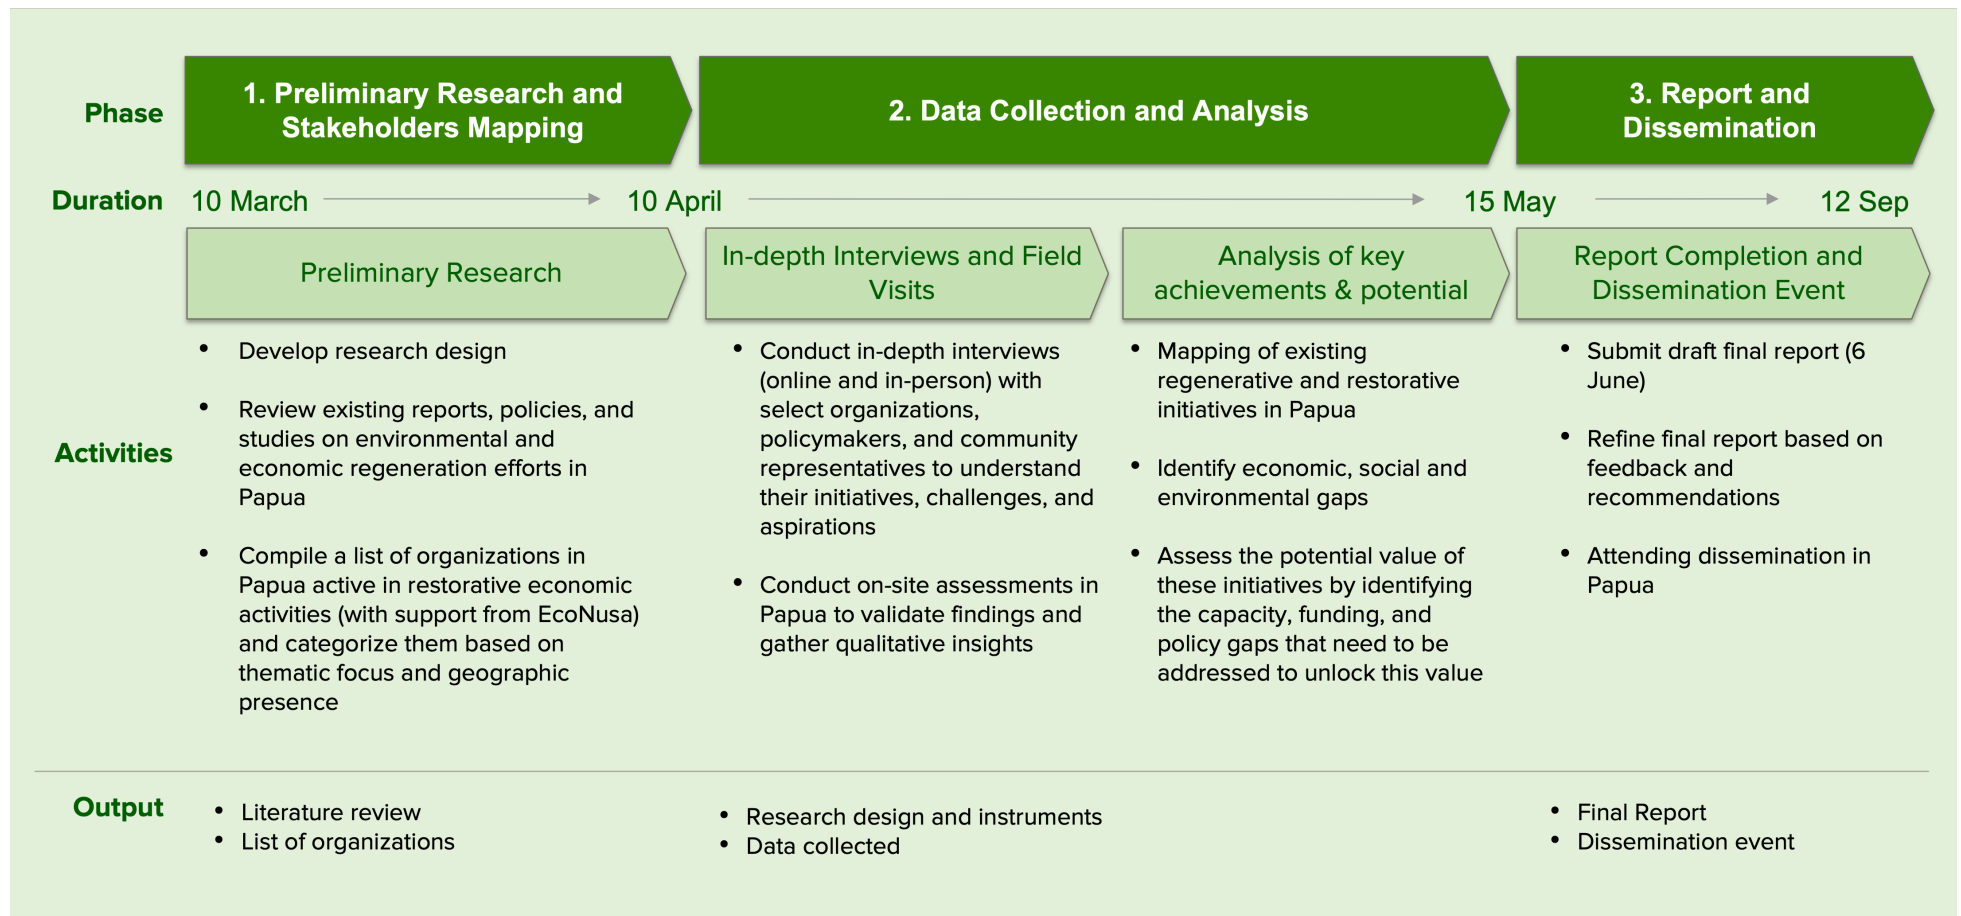 Phase
1. Preliminary Research and
Stakeholders Mapping
2. Data Collection and Analysis
3. Report and
Dissemination
Duration
10 March
10 April
15 May
12 Sep
Preliminary Research
In-depth Interviews and Field
Visits
Analysis of key
achievements & potential
Report Completion and
Dissemination Event
Activities
• Develop research design
• Review existing reports, policies, and
studies on environmental and
economic regeneration efforts in
Papua
• Compile a list of organizations in
Papua active in restorative economic
activities (with support from EcoNusa)
and categorize them based on
thematic focus and geographic
presence
• Conduct in-depth interviews
(online and in-person) with
select organizations,
policymakers, and community
representatives to understand
their initiatives, challenges, and
aspirations
• Conduct on-site assessments in
Papua to validate findings and
gather qualitative insights
• Mapping of existing
regenerative and restorative
initiatives in Papua
• Identify economic, social and
environmental gaps
• Assess the potential value of
these initiatives by identifying
the capacity, funding, and
policy gaps that need to be
addressed to unlock this value
• Submit draft final report (6
June)
• Refine final report based on
feedback and
recommendations
• Attending dissemination in
Papua
Output
• Literature review
• List of organizations
• Research design and instruments
• Data collected
• Final Report
• Dissemination event